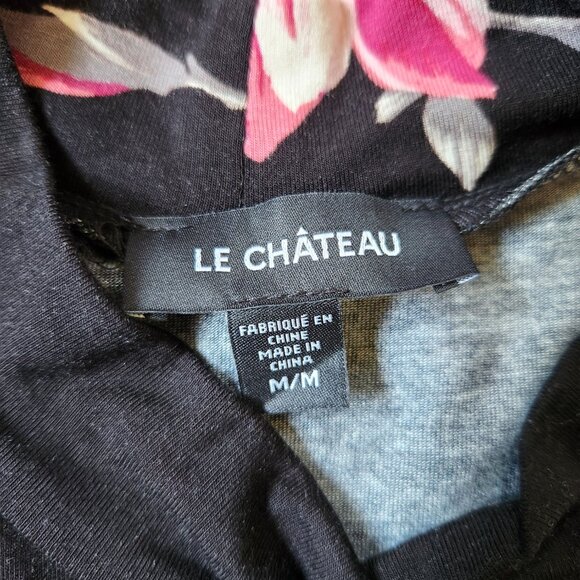 LE CHÂTEAU
FABRIQUÉ EN
CHINE
MADE IN
CHINA
M/M